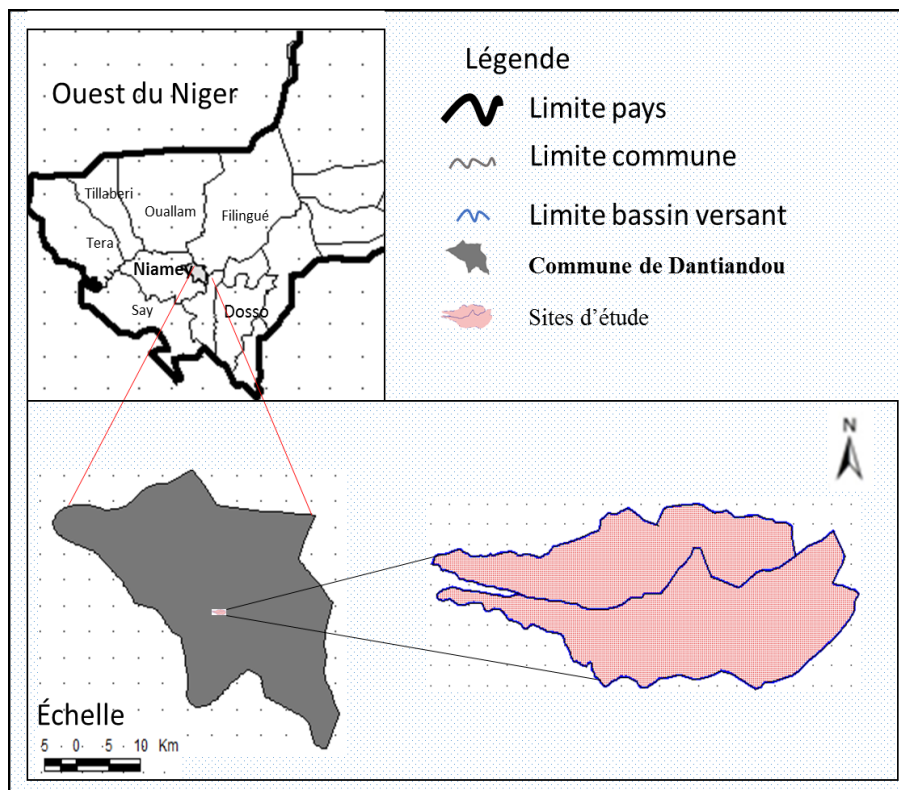 Ouest du Niger
Tillaberi
Ouallam
Filingué
Tera
Niamey
Say
Dosso
Légende
Limite pays
Limite commune
Limite bassin versant
Commune de Dantiandou
Sites d'étude
N
Échelle
5 0 5 10 Km